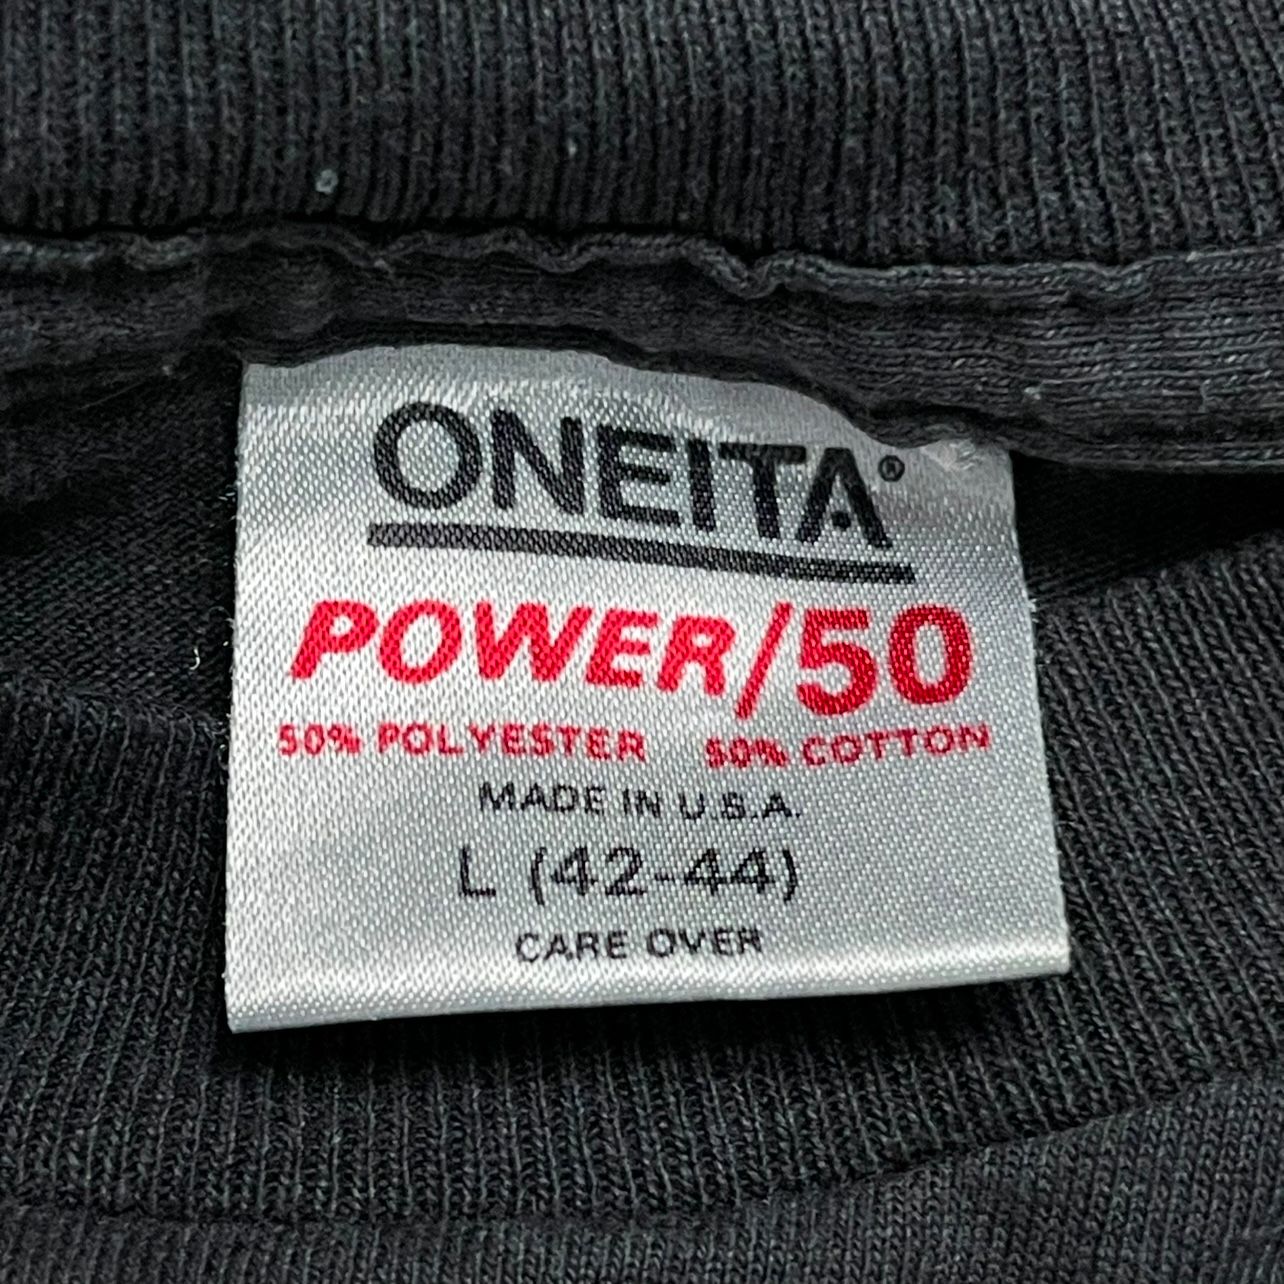 ONEITA®
POWER/50
50% POLYESTER 50% COTTON
MADE IN U.S.A.
L (42-44)
CARE OVER